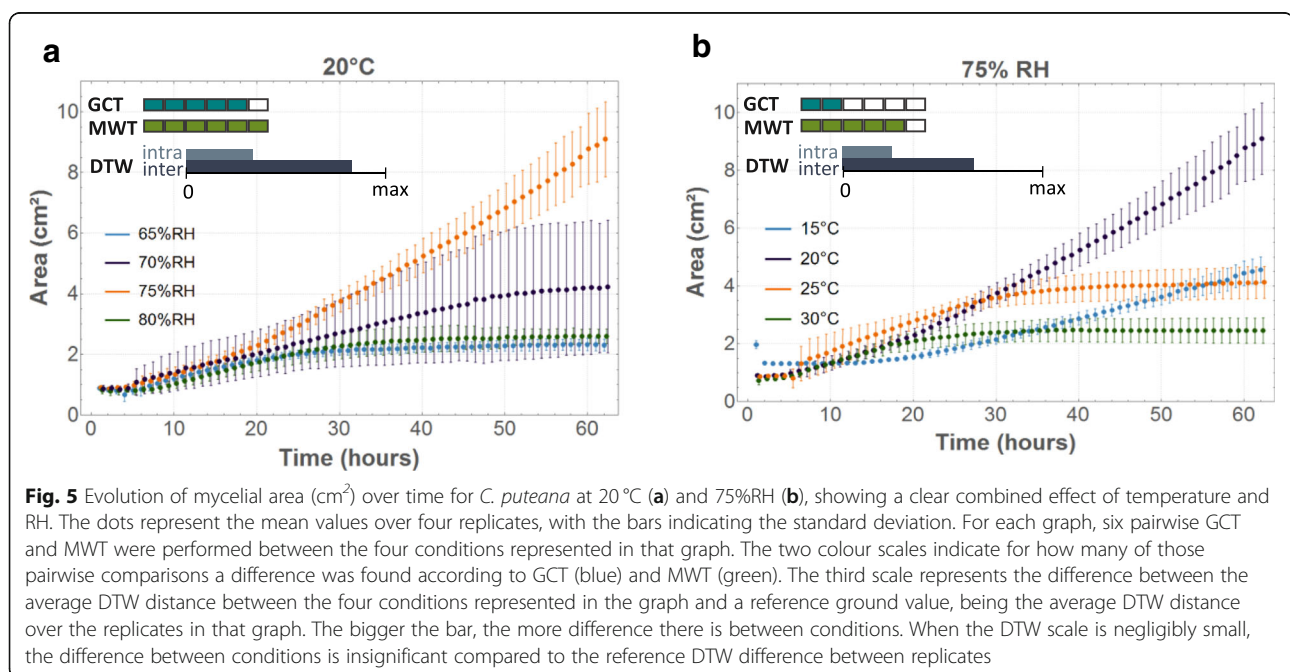 a
20°C
GCT
MWT
DTW
intra
inter
0
max
65%RH
70%RH
75%RH
80%RH
Area (cm²)
10
8
6
4
2
0
0 10 20 30 40 50 60
Time (hours)
b
75% RH
GCT
MWT
DTW
intra
inter
0
max
15°C
20°C
25°C
30°C
Area (cm²)
10
8
6
4
2
0
0 10 20 30 40 50 60
Time (hours)
Fig. 5 Evolution of mycelial area (cm²) over time for C. puteana at 20 °C (a) and 75%RH (b), showing a clear combined effect of temperature and
RH. The dots represent the mean values over four replicates, with the bars indicating the standard deviation. For each graph, six pairwise GCT
and MWT were performed between the four conditions represented in that graph. The two colour scales indicate for how many of those
pairwise comparisons a difference was found according to GCT (blue) and MWT (green). The third scale represents the difference between the
average DTW distance between the four conditions represented in the graph and a reference ground value, being the average DTW distance
over the replicates in that graph. The bigger the bar, the more difference there is between conditions. When the DTW scale is negligibly small,
the difference between conditions is insignificant compared to the reference DTW difference between replicates